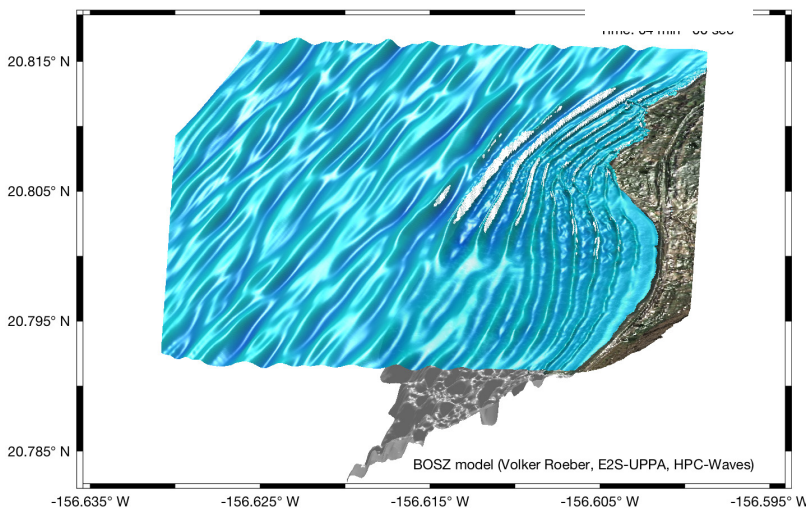 20.815° N
20.805° N
20.795° N
20.785° N
BOSZ model (Volker Roeber, E2S-UPPA, HPC-Waves)
-156.635° W
-156.625° W
-156.615° W
-156.605° W
-156.595° W